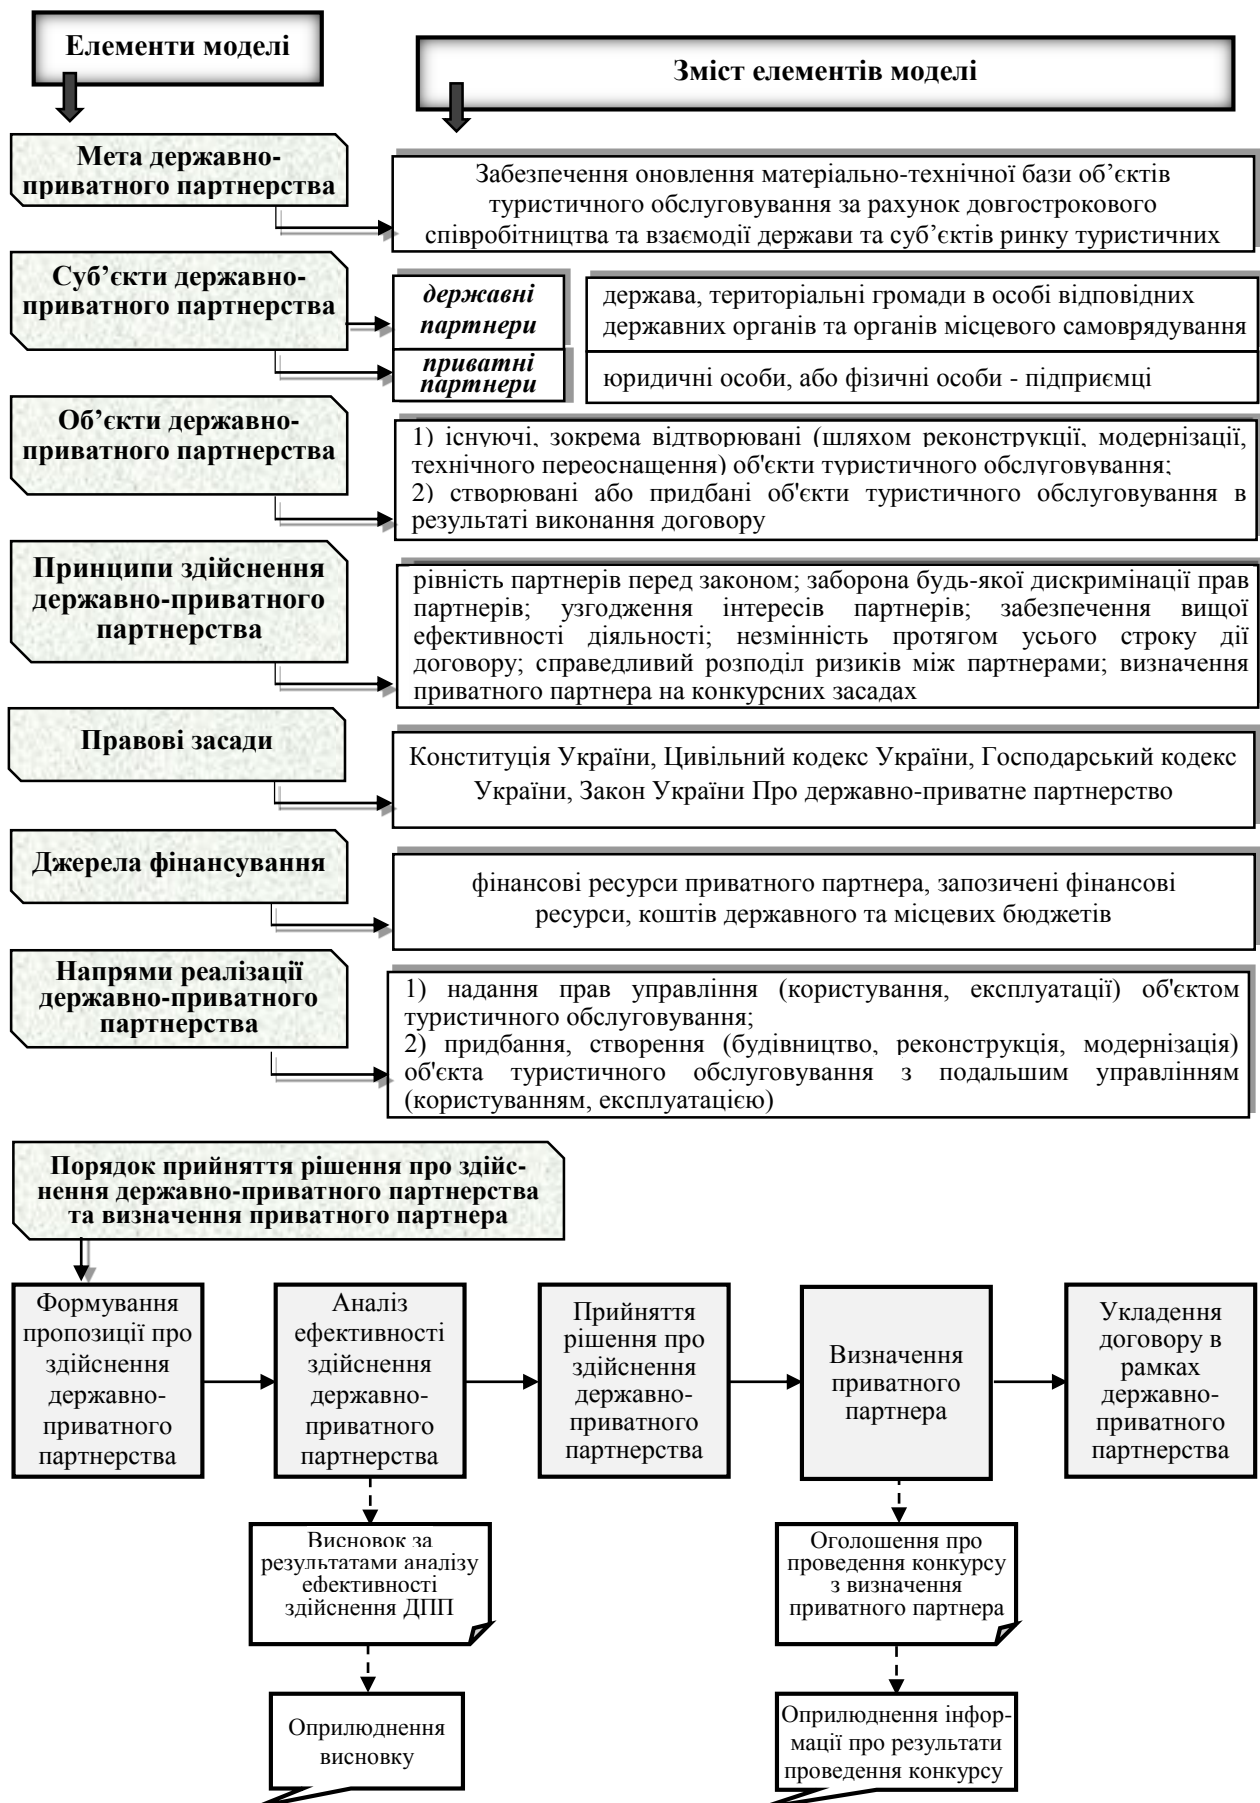 Елементи моделі
Зміст елементів моделі
Мета державно-
приватного партнерства
Забезпечення оновлення матеріально-технічної бази об’єктів
туристичного обслуговування за рахунок довгострокового
співробітництва та взаємодії держави та суб’єктів ринку туристичних
Суб’єкти державно-
приватного партнерства
державні
партнери
держава, територіальні громади в особі відповідних
державних органів та органів місцевого самоврядування
приватні
партнери
юридичні особи, або фізичні особи - підприємці
Об’єкти державно-
приватного партнерства
1) існуючі, зокрема відтворювані (шляхом реконструкції, модернізації,
технічного переоснащення) об'єкти туристичного обслуговування;
2) створювані або придбані об'єкти туристичного обслуговування в
результаті виконання договору
Принципи здійснення
державно-приватного
партнерства
рівність партнерів перед законом; заборона будь-якої дискримінації прав
партнерів; узгодження інтересів партнерів; забезпечення вищої
ефективності діяльності; незмінність протягом усього строку дії
договору; справедливий розподіл ризиків між партнерами; визначення
приватного партнера на конкурсних засадах
Правові засади
Конституція України, Цивільний кодекс України, Господарський кодекс
України, Закон України Про державно-приватне партнерство
Джерела фінансування
фінансові ресурси приватного партнера, запозичені фінансові
ресурси, коштів державного та місцевих бюджетів
Напрями реалізації
державно-приватного
партнерства
1) надання прав управління (користування, експлуатації) об'єктом
туристичного обслуговування;
2) придбання, створення (будівництво, реконструкція, модернізація)
об'єкта туристичного обслуговування з подальшим управлінням
(користуванням, експлуатацією)
Порядок прийняття рішення про здійс-
нення державно-приватного партнерства
та визначення приватного партнера
Формування
пропозиції про
здійснення
державно-
приватного
партнерства
Аналіз
ефективності
здійснення
державно-
приватного
партнерства
Прийняття
рішення про
здійснення
державно-
приватного
партнерства
Визначення
приватного
партнера
Укладення
договору в
рамках
державно-
приватного
партнерства
Висновок за
результатами аналізу
ефективності
здійснення ДПП
Оголошення про
проведення конкурсу
з визначення
приватного партнера
Оприлюднення
висновку
Оприлюднення інфор-
мації про результати
проведення конкурсу